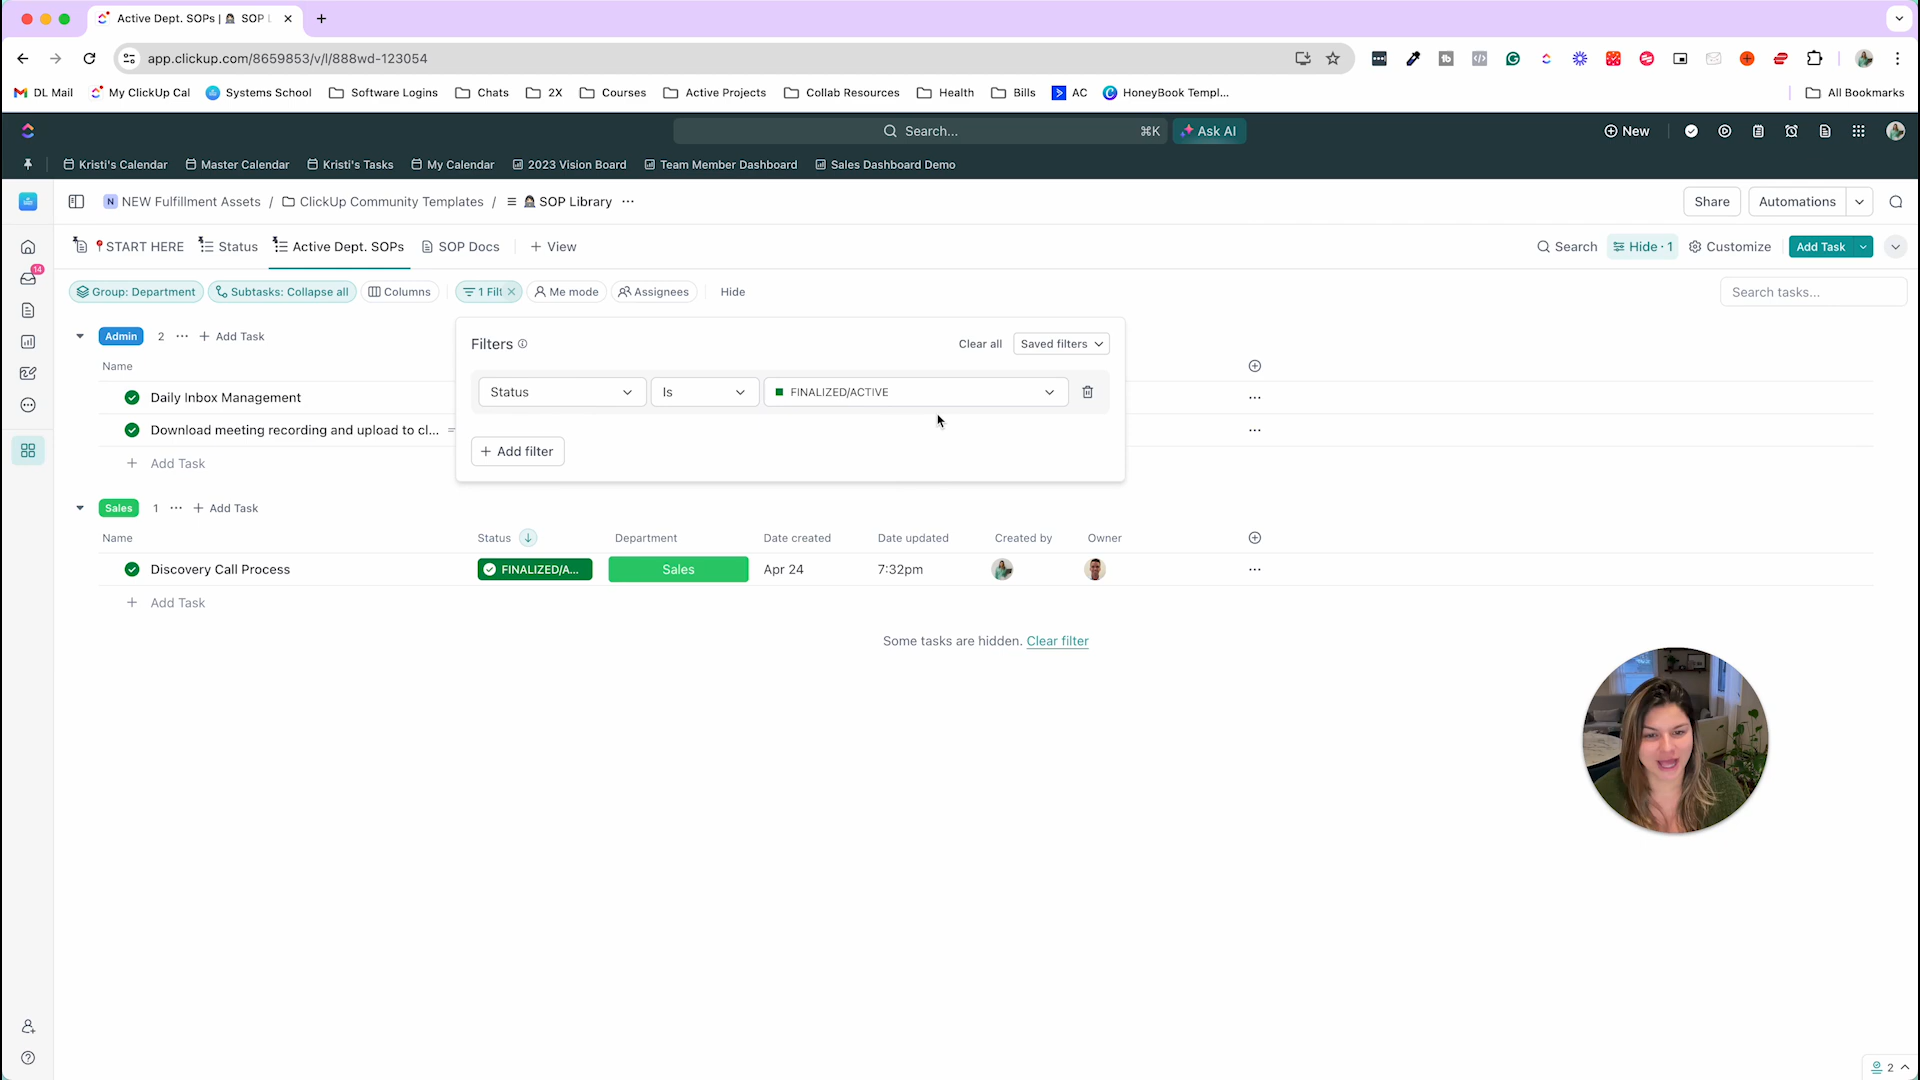 Active Dept. SOPs | SOP L
app.clickup.com/8659853/v/l/888wd-123054
DL Mail My ClickUp Cal Systems School Software Logins Chats 2X Courses Active Projects Collab Resources Health Bills AC HoneyBook Templ... All Bookmarks
Search... ⌘K Ask AI New
Kristi's Calendar Master Calendar Kristi's Tasks My Calendar 2023 Vision Board Team Member Dashboard Sales Dashboard Demo
N NEW Fulfillment Assets / ClickUp Community Templates / SOP Library ... Share Automations
START HERE Status Active Dept. SOPs SOP Docs + View Search Hide · 1 Customize Add Task
14
Group: Department Subtasks: Collapse all Columns 1 Filt Me mode Assignees Hide Search tasks...
Admin 2 ... + Add Task
Filters Clear all Saved filters
Name
Status Is FINALIZED/ACTIVE
Daily Inbox Management ...
Download meeting recording and upload to cl... ...
+ Add filter
+ Add Task
Sales 1 ... + Add Task
Name Status Department Date created Date updated Created by Owner
Discovery Call Process FINALIZED/A... Sales Apr 24 7:32pm ...
+ Add Task
Some tasks are hidden. Clear filter
2